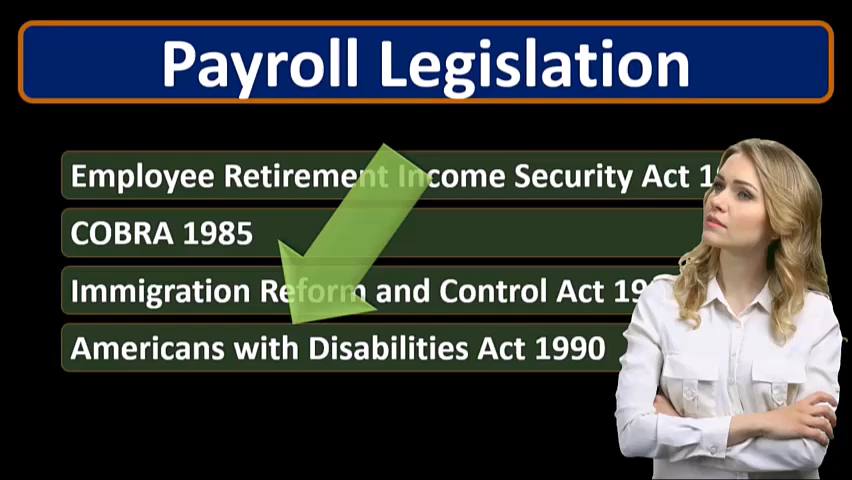 Payroll Legislation
Employee Retirement Income Security Act
COBRA 1985
Immigration Reform and Control Act
Americans with Disabilities Act 1990